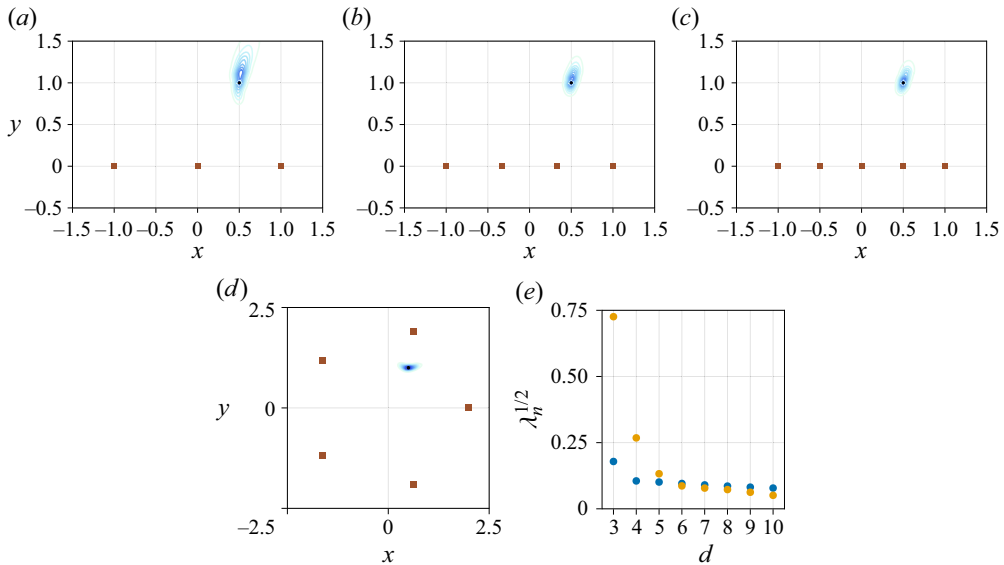 (a) (b) (c)
1.5 1.5 1.5
1.0 1.0 1.0
y 0.5 0.5 0.5
0 0 0
−0.5 −0.5 −0.5
−1.5 −1.0 −0.5 0 0.5 1.0 1.5 −1.5 −1.0 −0.5 0 0.5 1.0 1.5 −1.5 −1.0 −0.5 0 0.5 1.0 1.5
x x x
(d) (e)
2.5 0.75
0.50
y 0 λn^1/2 0.25
−2.5 0
0 2.5 3 4 5 6 7 8 9 10
x d